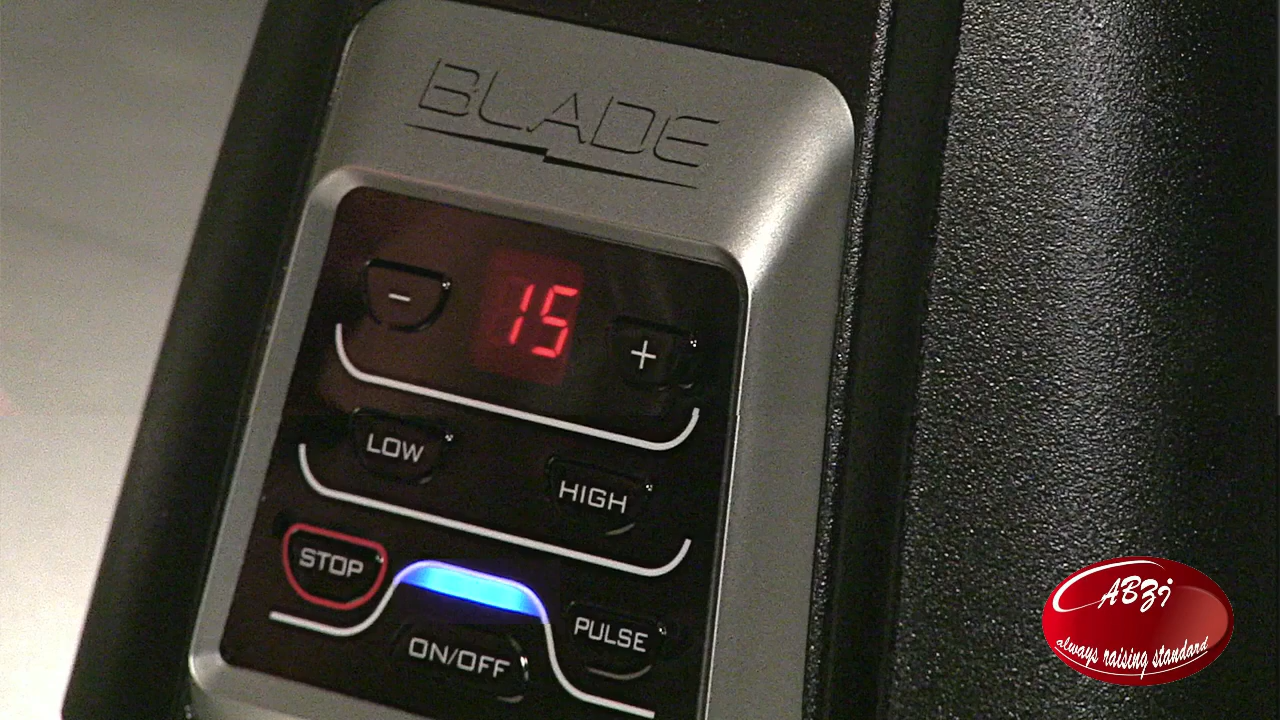 BLADE
- 15 +
LOW HIGH
STOP
ON/OFF PULSE
ABZi
always raising standard